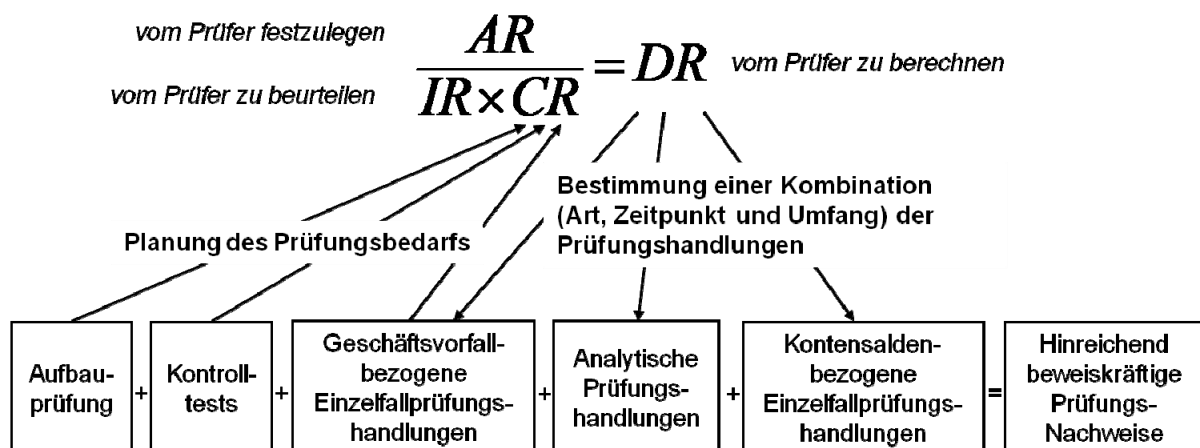 vom Prüfer festzulegen
AR
vom Prüfer zu beurteilen
IR×CR
= DR
vom Prüfer zu berechnen
Bestimmung einer Kombination
(Art, Zeitpunkt und Umfang) der
Prüfungshandlungen
Planung des Prüfungsbedarfs
Aufbau-
prüfung
+
Kontroll-
tests
+
Geschäftsvorfall-
bezogene
Einzelfallprüfungs-
handlungen
+
Analytische
Prüfungs-
handlungen
+
Kontensalden-
bezogene
Einzelfallprüfungs-
handlungen
=
Hinreichend
beweiskräftige
Prüfungs-
Nachweise